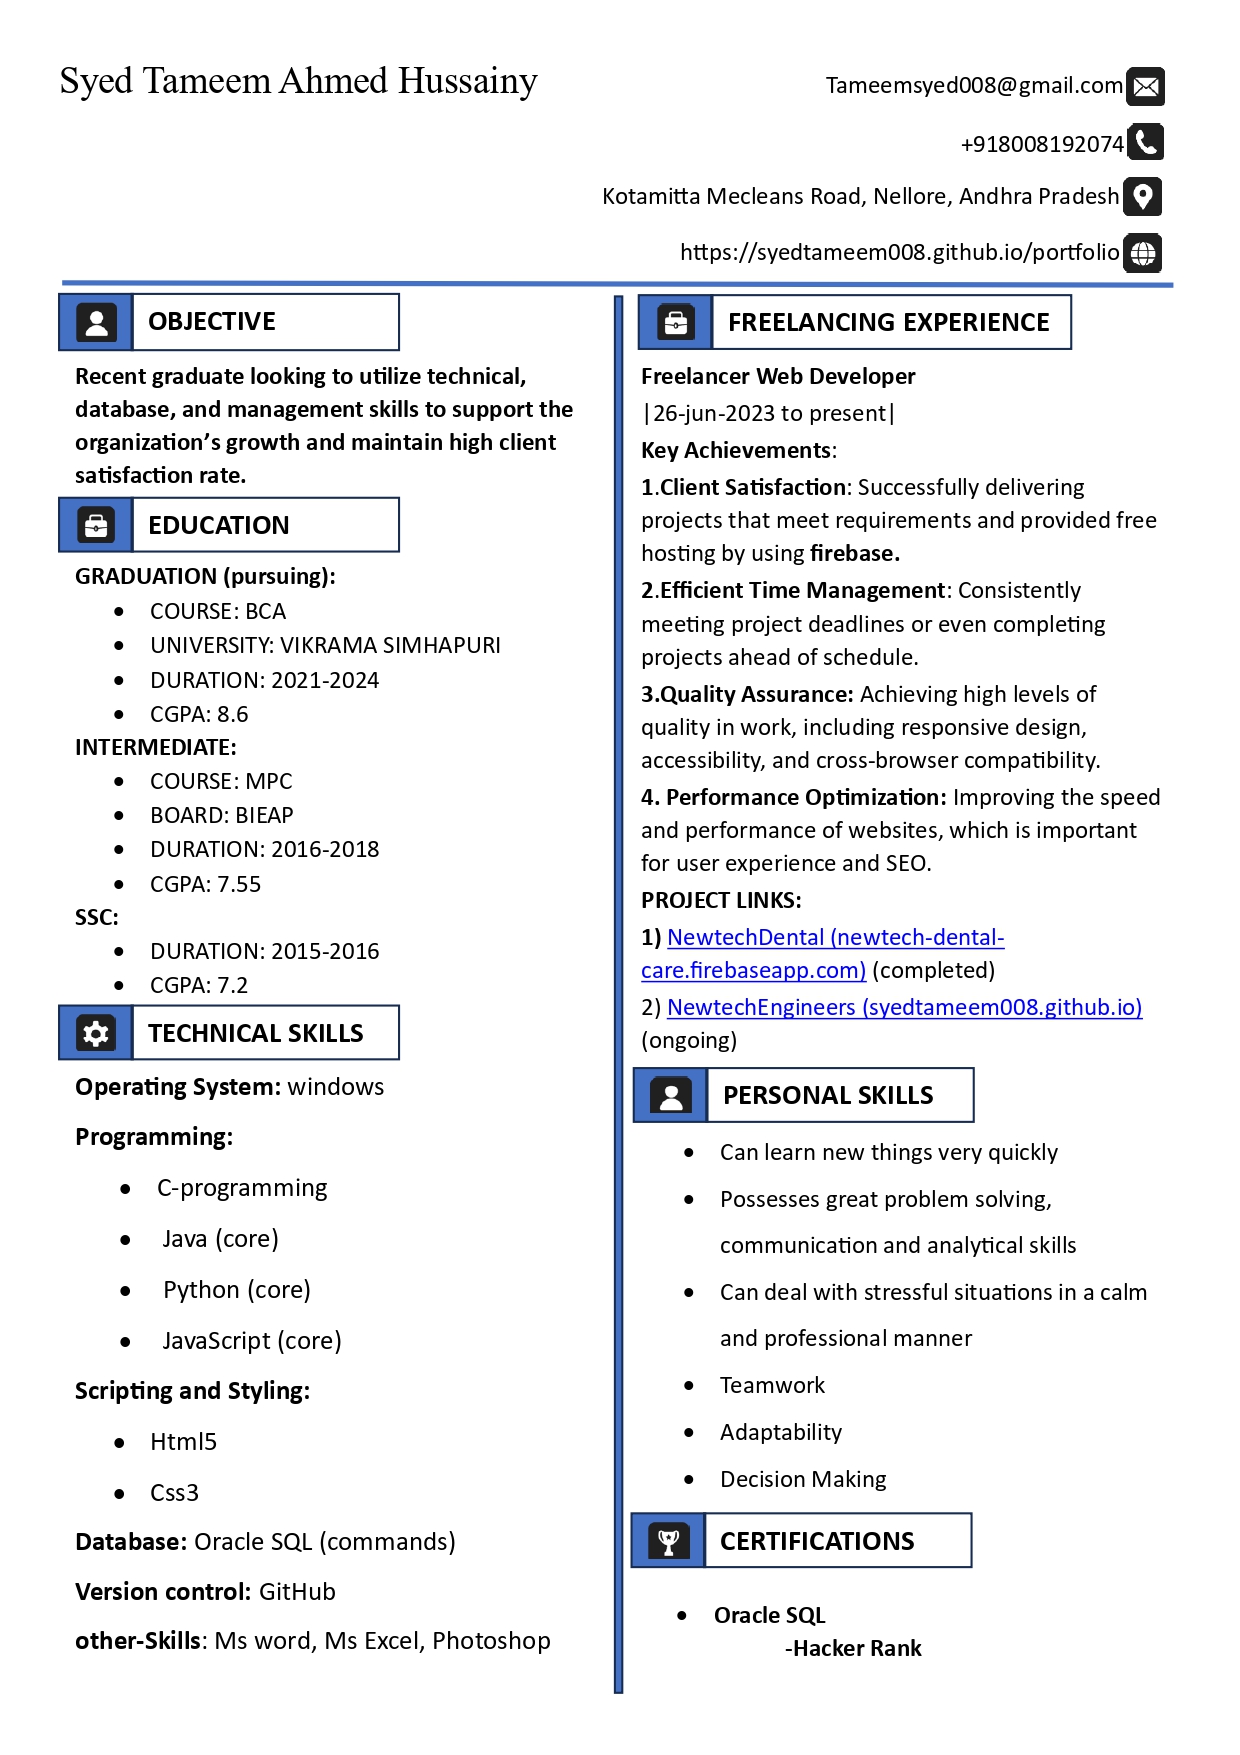 Syed Tameem Ahmed Hussainy
Tameemsyed008@gmail.com
+918008192074
Kotamitta Mecleans Road, Nellore, Andhra Pradesh
https://syedtameem008.github.io/portfolio
OBJECTIVE
Recent graduate looking to utilize technical,
database, and management skills to support the
organization’s growth and maintain high client
satisfaction rate.
EDUCATION
GRADUATION (pursuing):
• COURSE: BCA
• UNIVERSITY: VIKRAMA SIMHAPURI
• DURATION: 2021-2024
• CGPA: 8.6
INTERMEDIATE:
• COURSE: MPC
• BOARD: BIEAP
• DURATION: 2016-2018
• CGPA: 7.55
SSC:
• DURATION: 2015-2016
• CGPA: 7.2
TECHNICAL SKILLS
Operating System: windows
Programming:
• C-programming
• Java (core)
• Python (core)
• JavaScript (core)
Scripting and Styling:
• Html5
• Css3
Database: Oracle SQL (commands)
Version control: GitHub
other-Skills: Ms word, Ms Excel, Photoshop
FREELANCING EXPERIENCE
Freelancer Web Developer
|26-jun-2023 to present|
Key Achievements:
1.Client Satisfaction: Successfully delivering
projects that meet requirements and provided free
hosting by using firebase.
2.Efficient Time Management: Consistently
meeting project deadlines or even completing
projects ahead of schedule.
3.Quality Assurance: Achieving high levels of
quality in work, including responsive design,
accessibility, and cross-browser compatibility.
4. Performance Optimization: Improving the speed
and performance of websites, which is important
for user experience and SEO.
PROJECT LINKS:
1) NewtechDental (newtech-dental-
care.firebaseapp.com) (completed)
2) NewtechEngineers (syedtameem008.github.io)
(ongoing)
PERSONAL SKILLS
• Can learn new things very quickly
• Possesses great problem solving,
communication and analytical skills
• Can deal with stressful situations in a calm
and professional manner
• Teamwork
• Adaptability
• Decision Making
CERTIFICATIONS
• Oracle SQL
-Hacker Rank